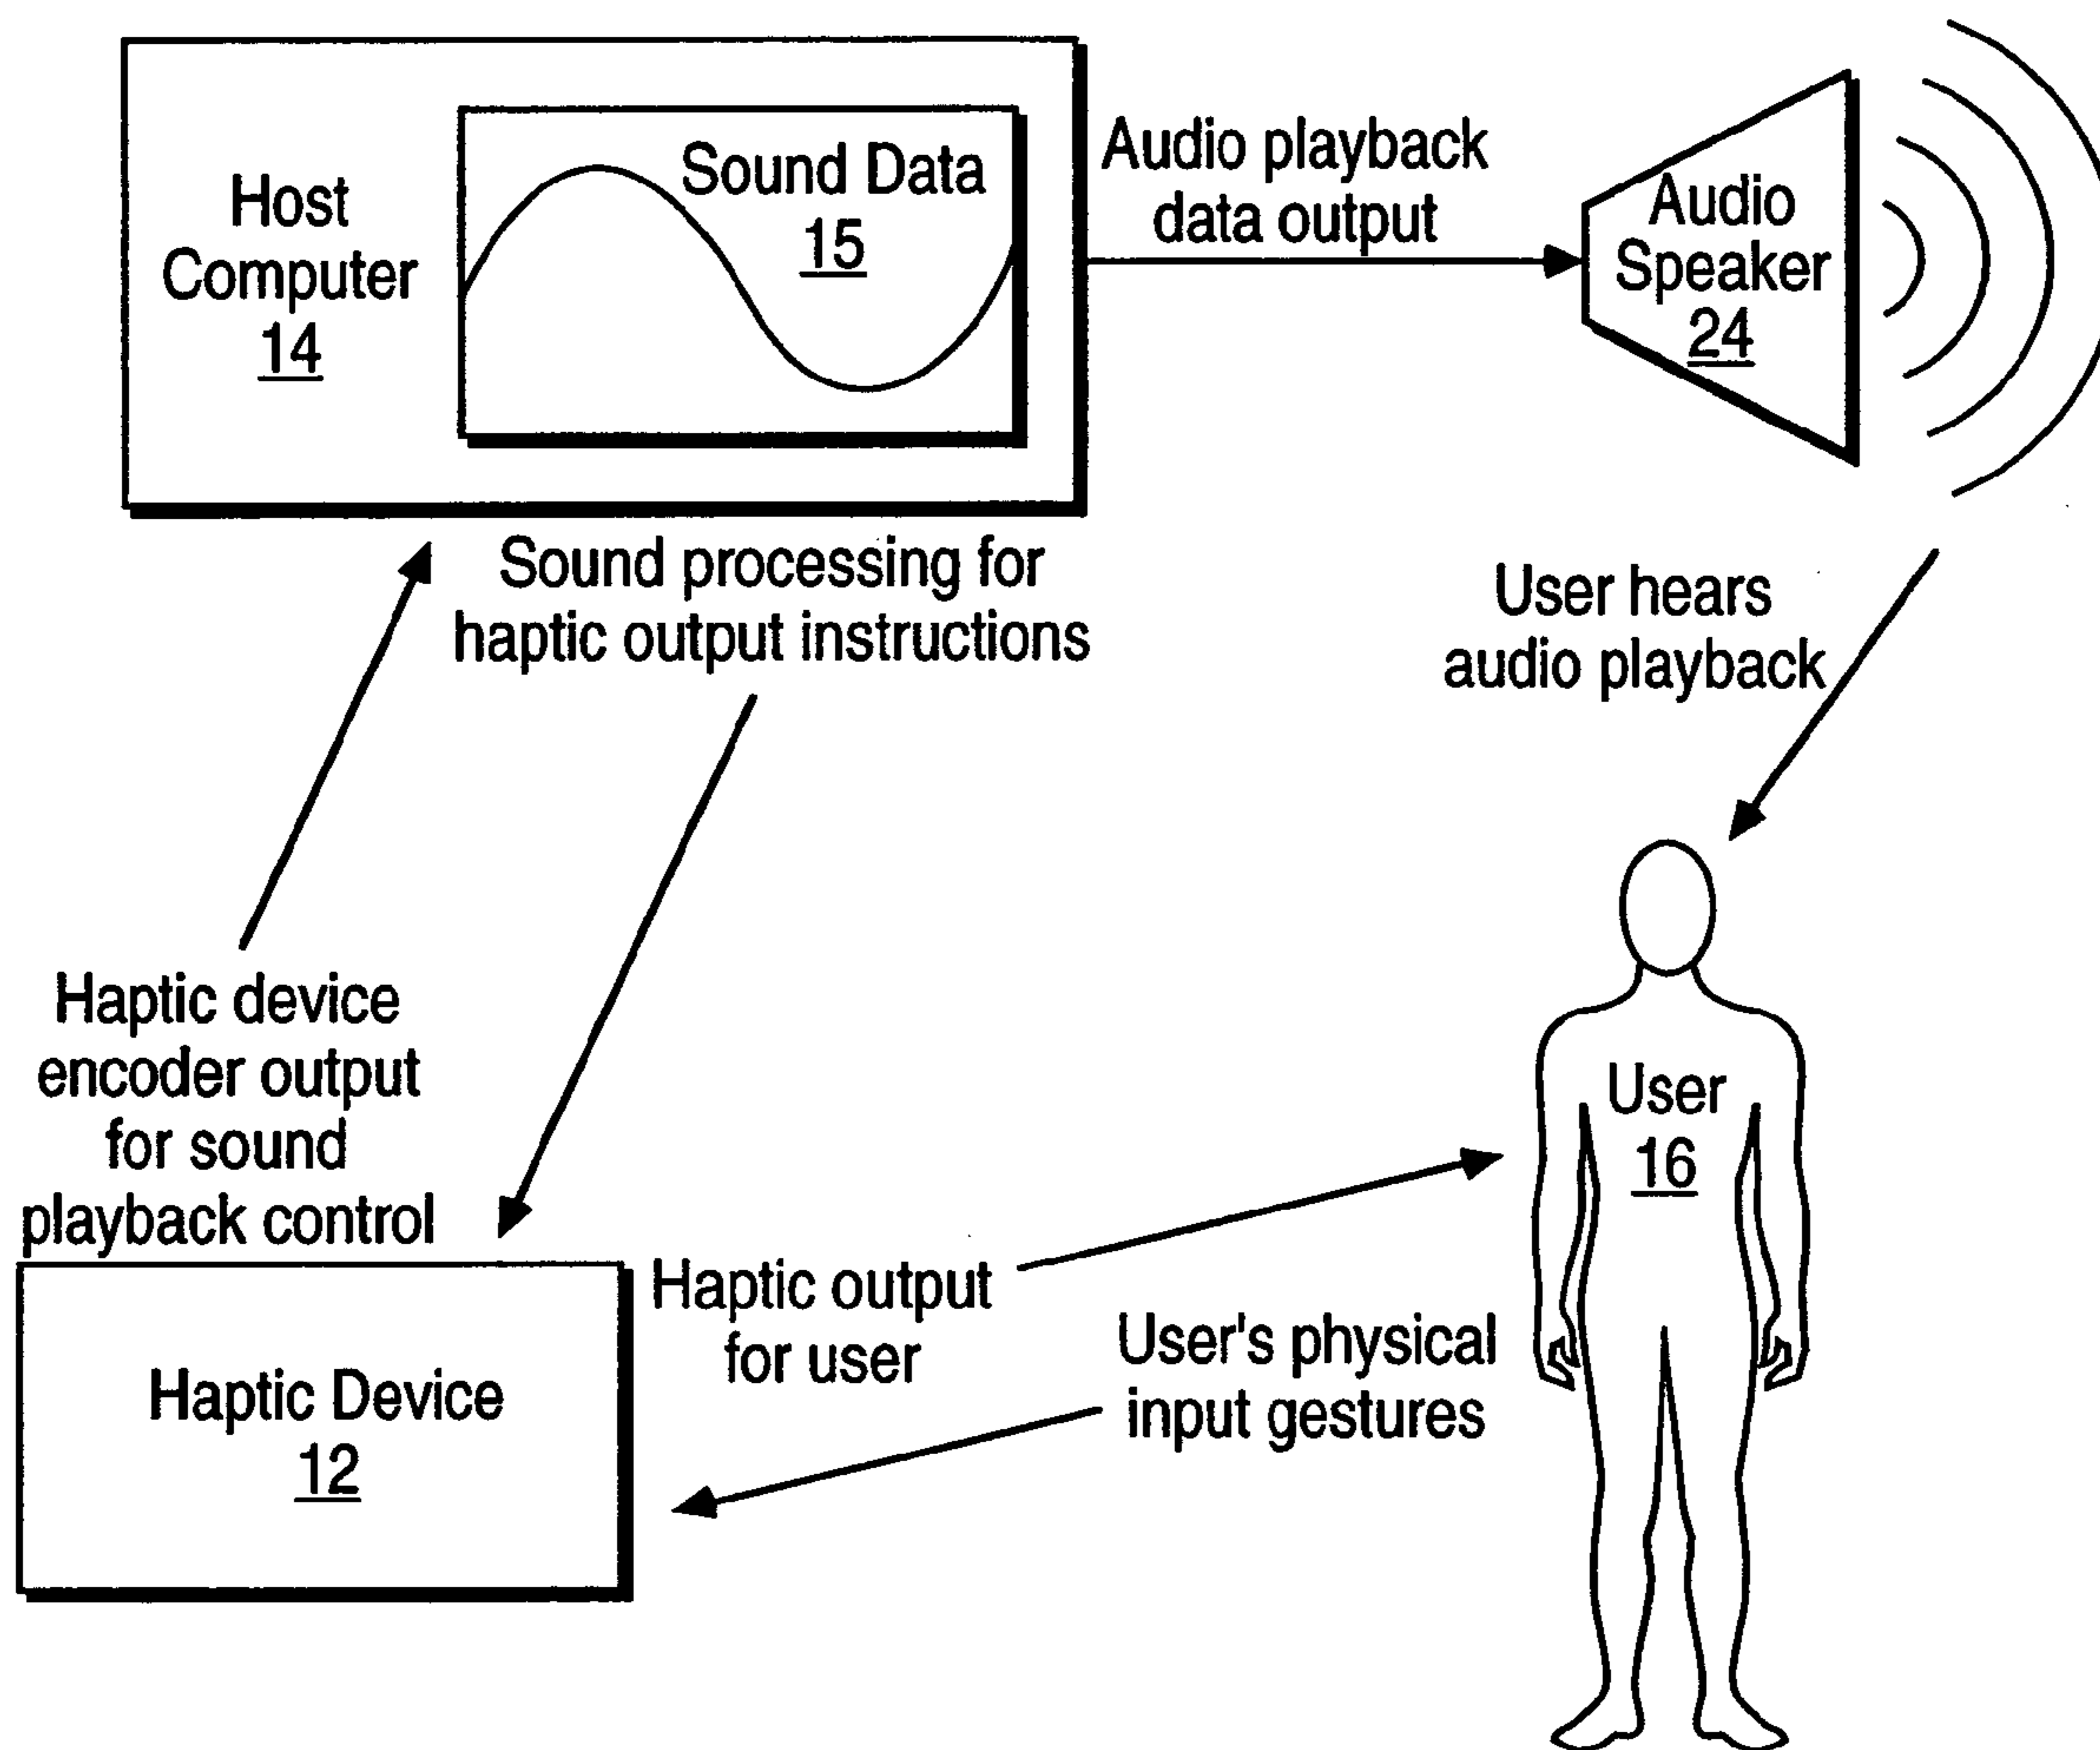 Host
Computer
14
Sound Data
15
Audio playback
data output
Audio
Speaker
24
Sound processing for
haptic output instructions
User hears
audio playback
Haptic device
encoder output
for sound
playback control
User
16
Haptic output
for user
User's physical
input gestures
Haptic Device
12